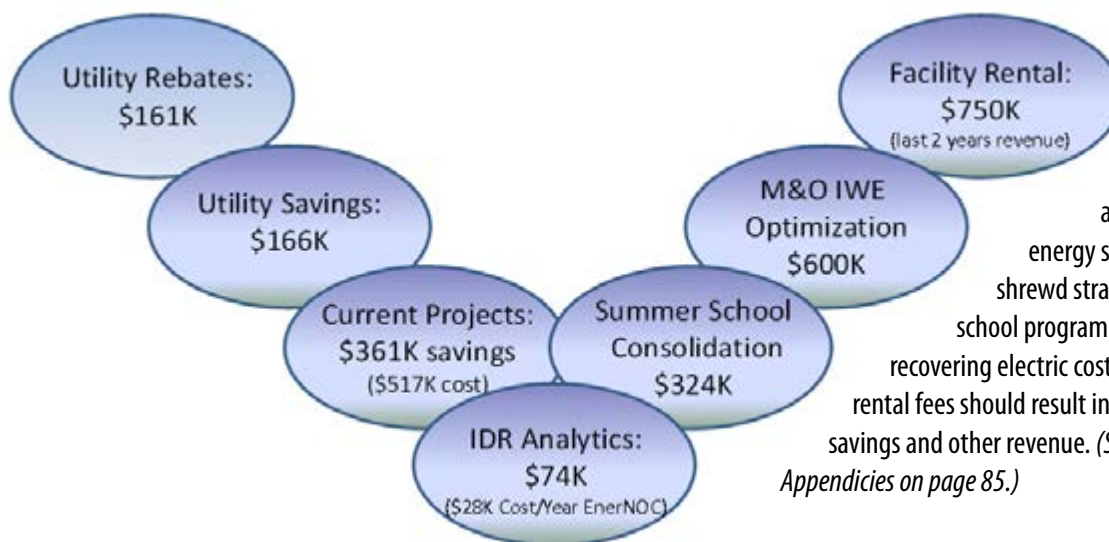 Utility Rebates:
$161K
Utility Savings:
$166K
Current Projects:
$361K savings
($517K cost)
IDR Analytics:
$74K
($28K Cost/Year EnerNOC)
Summer School
Consolidation
$324K
M&O IWE
Optimization
$600K
Facility Rental:
$750K
(last 2 years revenue)
a
energy s
shrewd stra
school program
recovering electric cost
rental fees should result in
savings and other revenue. (S
Appendicies on page 85.)